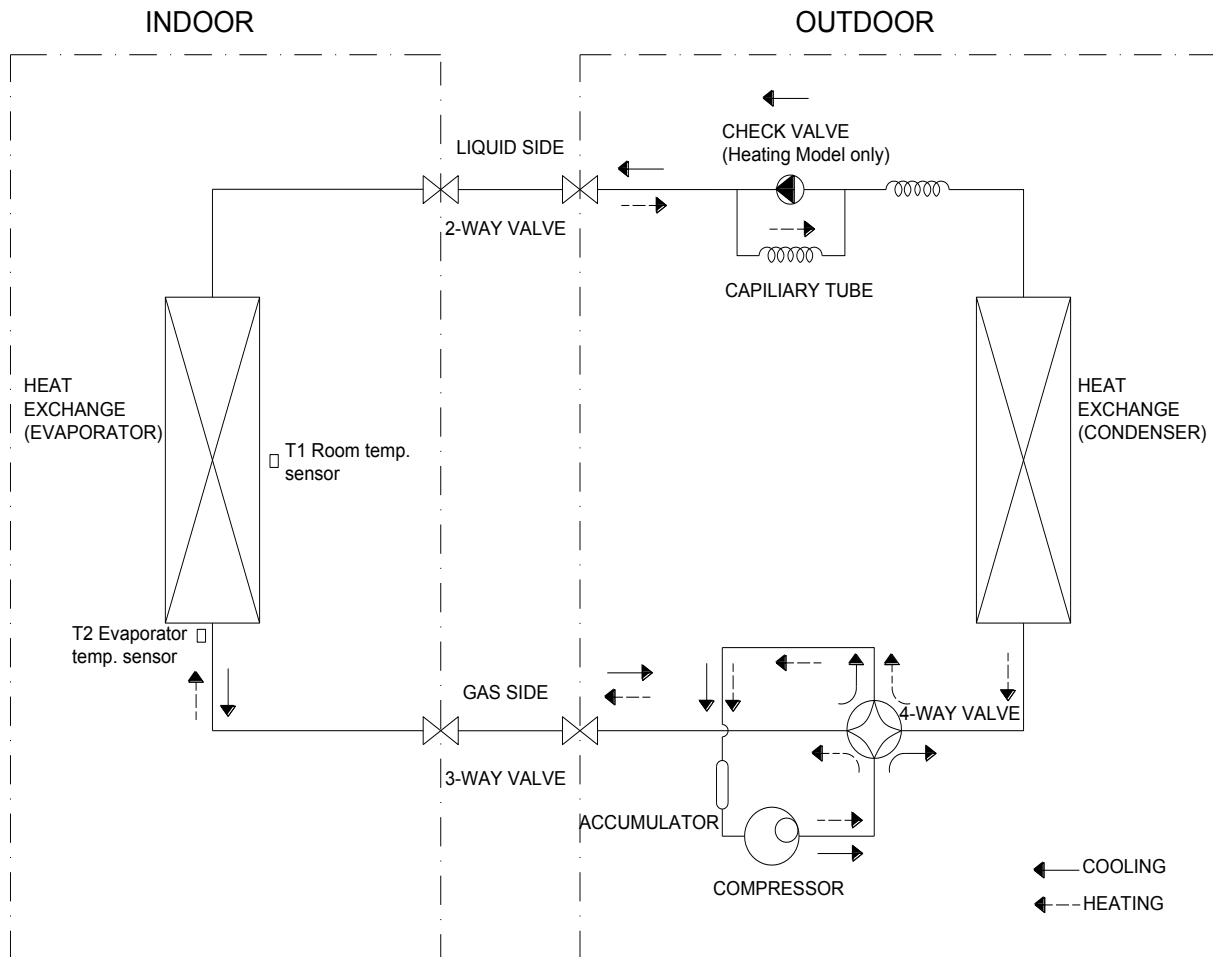 INDOOR
OUTDOOR
CHECK VALVE
(Heating Model only)
LIQUID SIDE
2-WAY VALVE
CAPILIARY TUBE
HEAT
EXCHANGE
(EVAPORATOR)
T1 Room temp.
sensor
HEAT
EXCHANGE
(CONDENSER)
T2 Evaporator
temp. sensor
GAS SIDE
4-WAY VALVE
3-WAY VALVE
ACCUMULATOR
COMPRESSOR
COOLING
HEATING